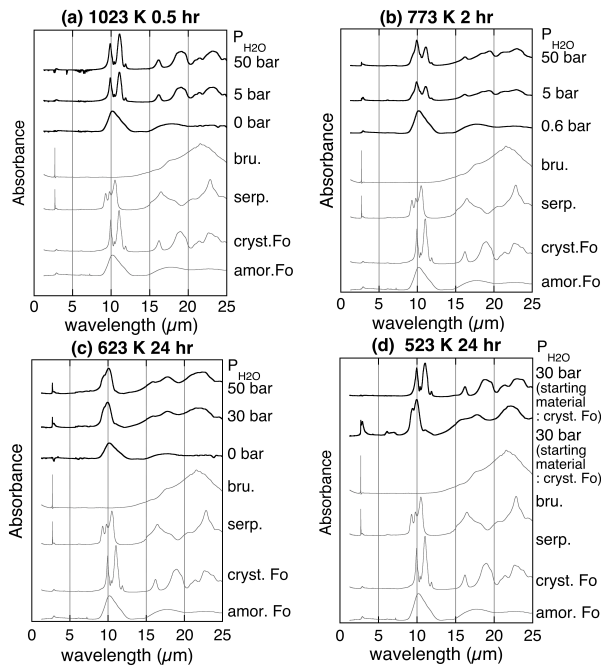 (a) 1023 K 0.5 hr
P
H2O
50 bar
5 bar
0 bar
bru.
serp.
cryst.Fo
amor.Fo
Absorbance
0 5 10 15 20 25
wavelength (µm)
(b) 773 K 2 hr
P
H2O
50 bar
5 bar
0.6 bar
bru.
serp.
cryst.Fo
amor.Fo
Absorbance
0 5 10 15 20 25
wavelength (µm)
(c) 623 K 24 hr
P
H2O
50 bar
30 bar
0 bar
bru.
serp.
cryst. Fo
amor. Fo
Absorbance
0 5 10 15 20 25
wavelength (µm)
(d) 523 K 24 hr
P
H2O
30 bar
(starting
material
: cryst. Fo)
30 bar
(starting
material
: cryst. Fo)
bru.
serp.
cryst. Fo
amor. Fo
Absorbance
0 5 10 15 20 25
wavelength (µm)